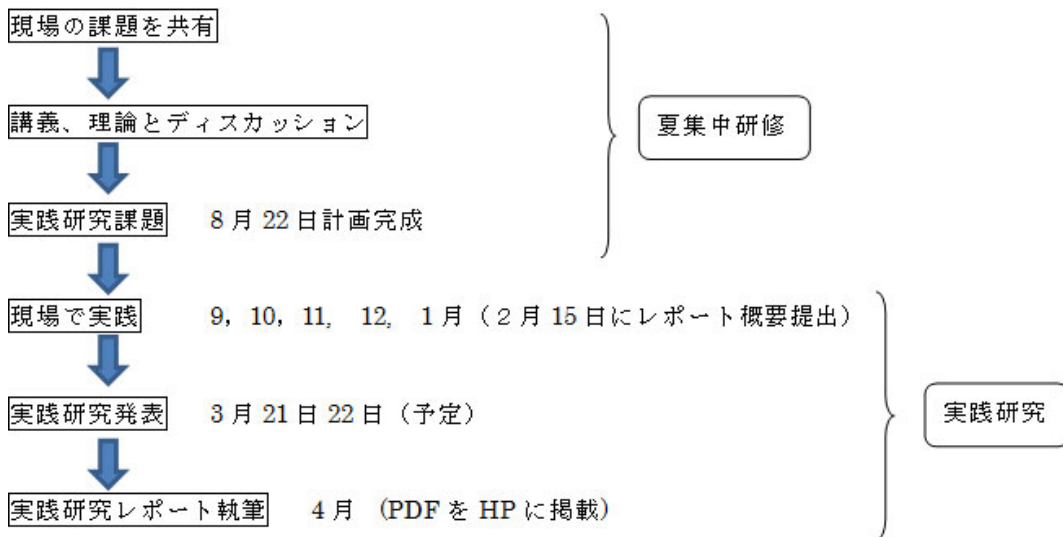 現場の課題を共有
講義、理論とディスカッション
夏集中研修
実践研究課題 8月22日計画完成
現場で実践 9，10，11， 12， 1月（２月15日にレポート概要提出）
実践研究発表 3月21日22日（予定）
実践研究
実践研究レポート執筆 4月 (PDFをHPに掲載)